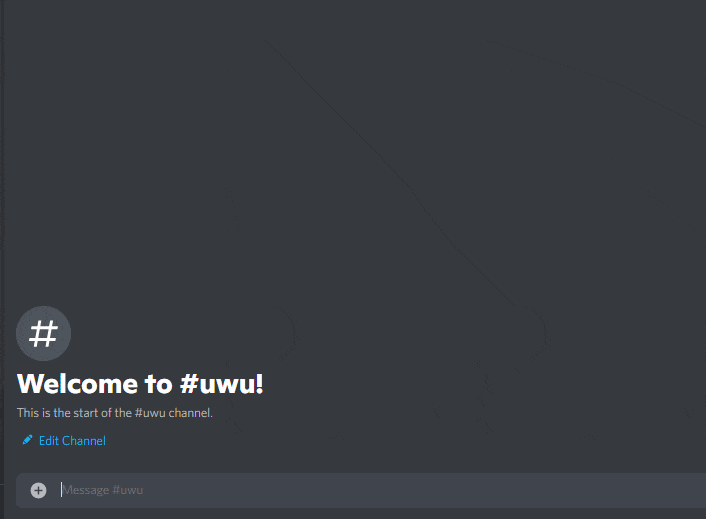 #
Welcome to #uwu!
This is the start of the #uwu channel.
Edit Channel
Message #uwu